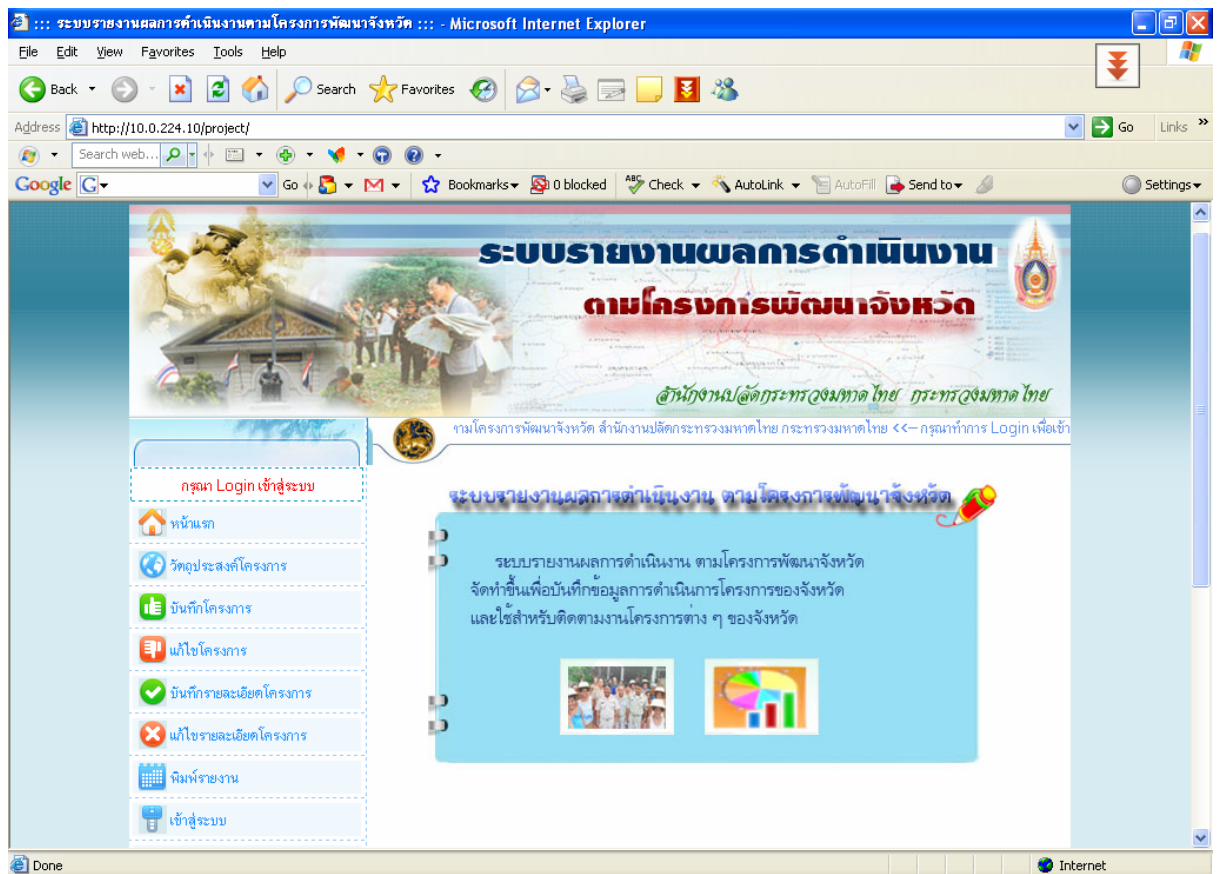 ::: ระบบรายงานผลการดำเนินงานตามโครงการพัฒนาจังหวัด ::: - Microsoft Internet Explorer
File Edit View Favorites Tools Help
Back Search Favorites
Address http://10.0.224.10/project/ Go Links »
Search web...
Google G Go Bookmarks 0 blocked ABC Check AutoLink AutoFill Send to Settings
ระบบรายงานผลการดำเนินงาน
ตามโครงการพัฒนาจังหวัด
สำนักงานปลัดกระทรวงมหาดไทย กระทรวงมหาดไทย
ามโครงการพัฒนาจังหวัด สำนักงานปลัดกระทรวงมหาดไทย กระทรวงมหาดไทย <<-- กรุณาทำการ Login เพื่อเข้า
กรุณา Login เข้าสู่ระบบ
หน้าแรก
วัตถุประสงค์โครงการ
บันทึกโครงการ
แก้ไขโครงการ
บันทึกรายละเอียดโครงการ
แก้ไขรายละเอียดโครงการ
พิมพ์รายงาน
เข้าสู่ระบบ
ระบบรายงานผลการดำเนินงาน ตามโครงการพัฒนาจังหวัด
ระบบรายงานผลการดำเนินงาน ตามโครงการพัฒนาจังหวัด
จัดทำขึ้นเพื่อบันทึกข้อมูลการดำเนินการโครงการของจังหวัด
และใช้สำหรับติดตามงานโครงการต่าง ๆ ของจังหวัด
Done Internet